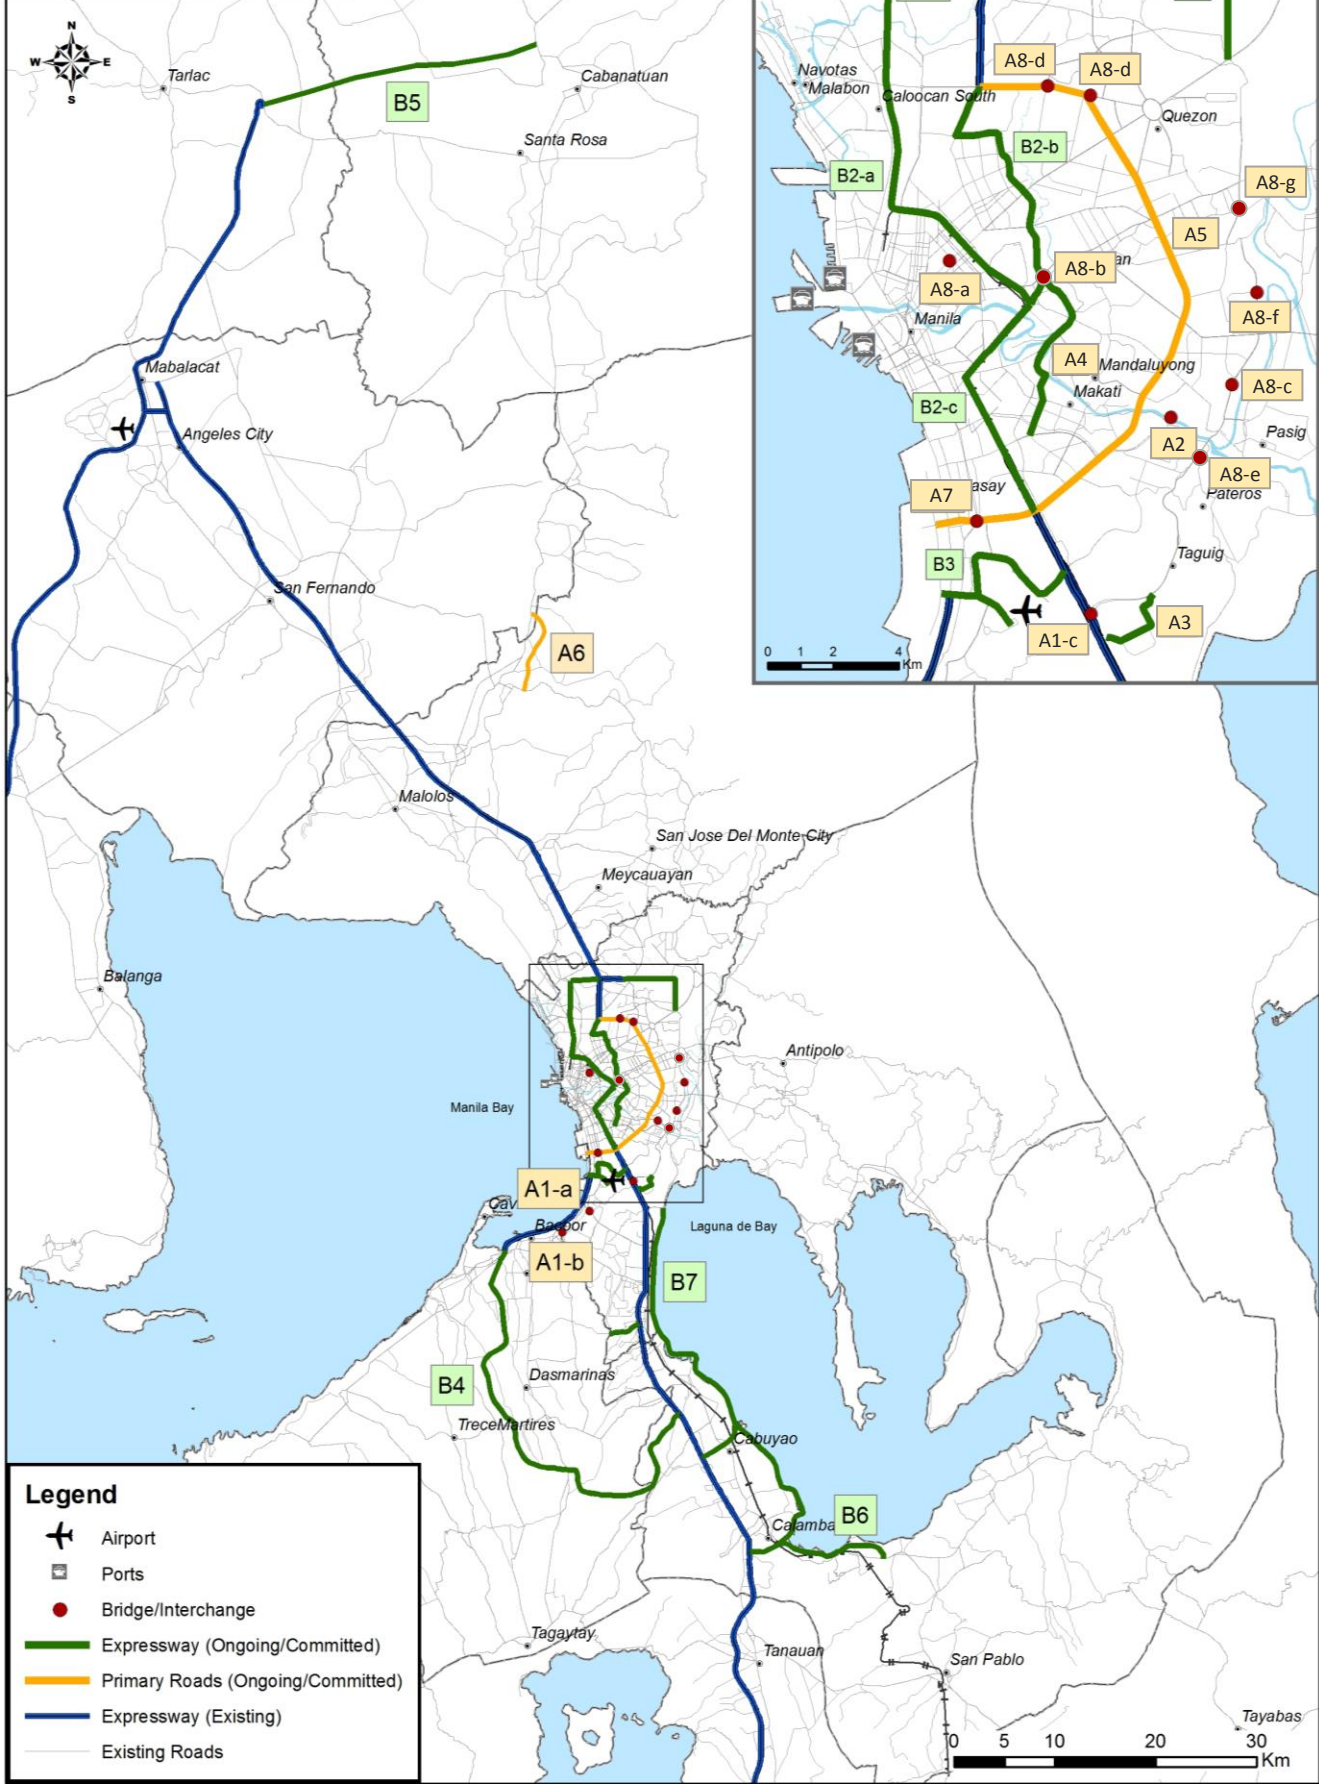 N
W E
S
Tarlac
Cabanatuan
B5
Santa Rosa
Mabalacat
Angeles City
San Fernando
A6
Malolos
San Jose Del Monte City
Meycauayan
Balanga
Antipolo
Manila Bay
A1-a
Cav
Bacoor
Laguna de Bay
A1-b
B7
B4
Dasmarinas
TreceMartires
Cabuyao
B6
Calamba
Tagaytay
Tanauan
San Pablo
Tayabas
0 5 10 20 30
Km
A8-d
A8-d
Navotas
Malabon
Caloocan South
Quezon
B2-b
B2-a
A8-g
A5
A8-b
an
A8-a
A8-f
Manila
A4
Mandaluyong
Makati
A8-c
B2-c
A2
Pasig
A8-e
A7
asay
Pateros
B3
Taguig
A3
A1-c
0 1 2 4
Km
Legend
Airport
Ports
Bridge/Interchange
Expressway (Ongoing/Committed)
Primary Roads (Ongoing/Committed)
Expressway (Existing)
Existing Roads